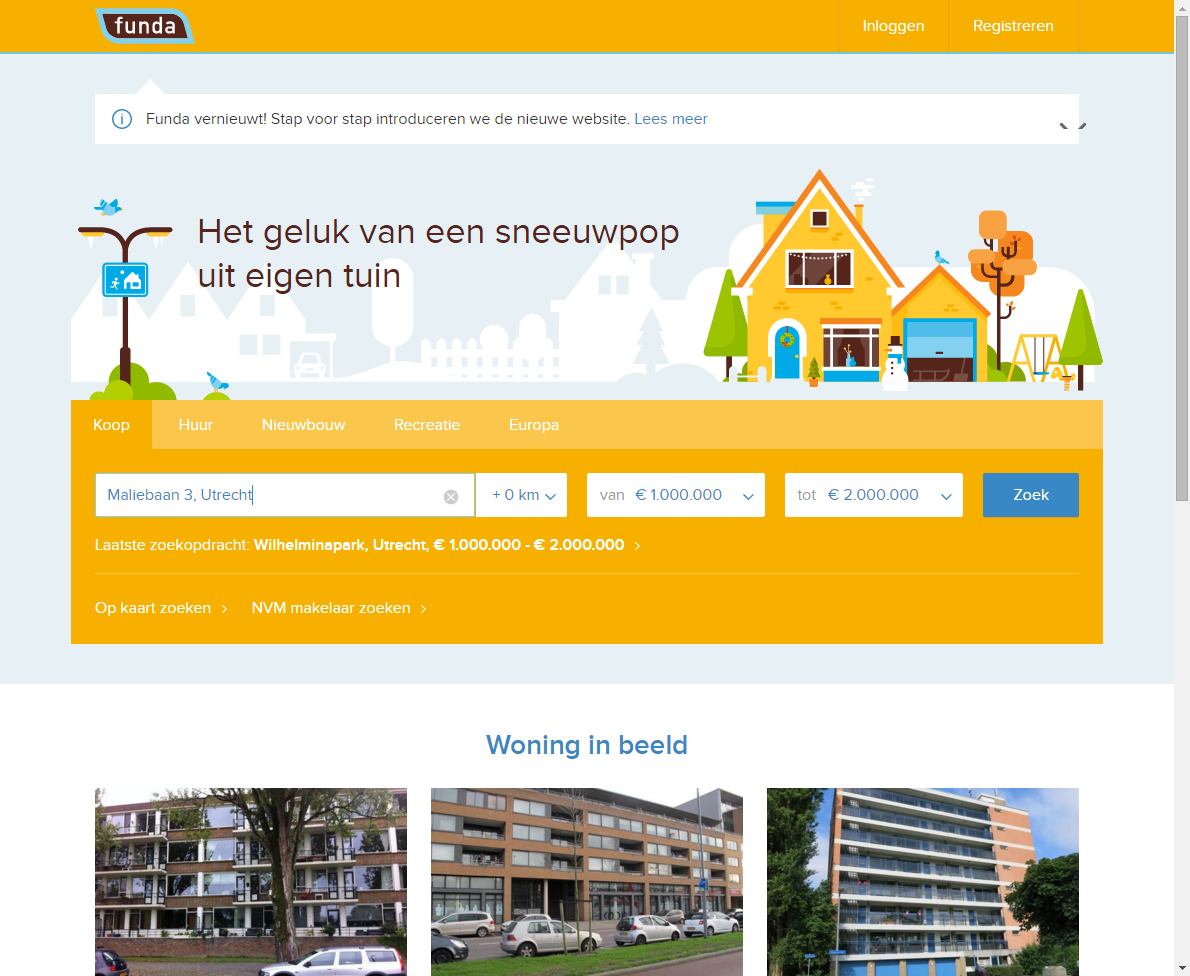 funda
Inloggen
Registreren
Funda vernieuwt! Stap voor stap introduceren we de nieuwe website. Lees meer
Het geluk van een sneeuwpop
uit eigen tuin
Koop
Huur
Nieuwbouw
Recreatie
Europa
Maliebaan 3, Utrecht
+ 0 km
van € 1.000.000
tot € 2.000.000
Zoek
Laatste zoekopdracht: Wilhelminapark, Utrecht, € 1.000.000 - € 2.000.000
Op kaart zoeken
NVM makelaar zoeken
Woning in beeld